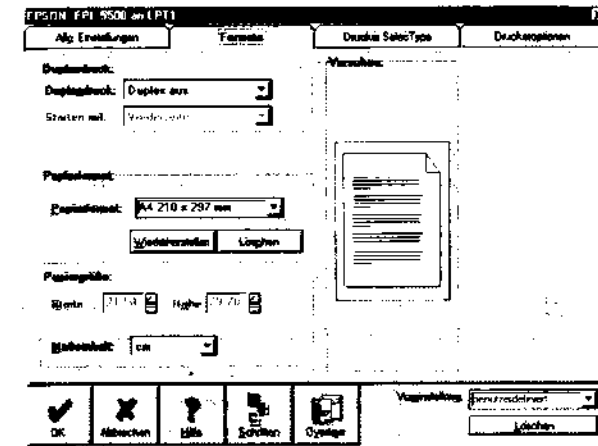 EPSON EPL 5500 an LPT1
Allg. Einstellungen Formate Druckin SelecType Druckeroptionen
Duplexdruck: Vorschau:
Duplexdruck: Duplex aus
Starten mit: Vorderseite
Papierformat:
Papierformat: A4 210 x 297 mm
Wiederherstellen Löschen
Papiergröße:
Breite Höhe
Maßeinheit: cm
Voreinstellung benutzerdefiniert
OK Abbrechen Hilfe Schriften Overlays
Löschen